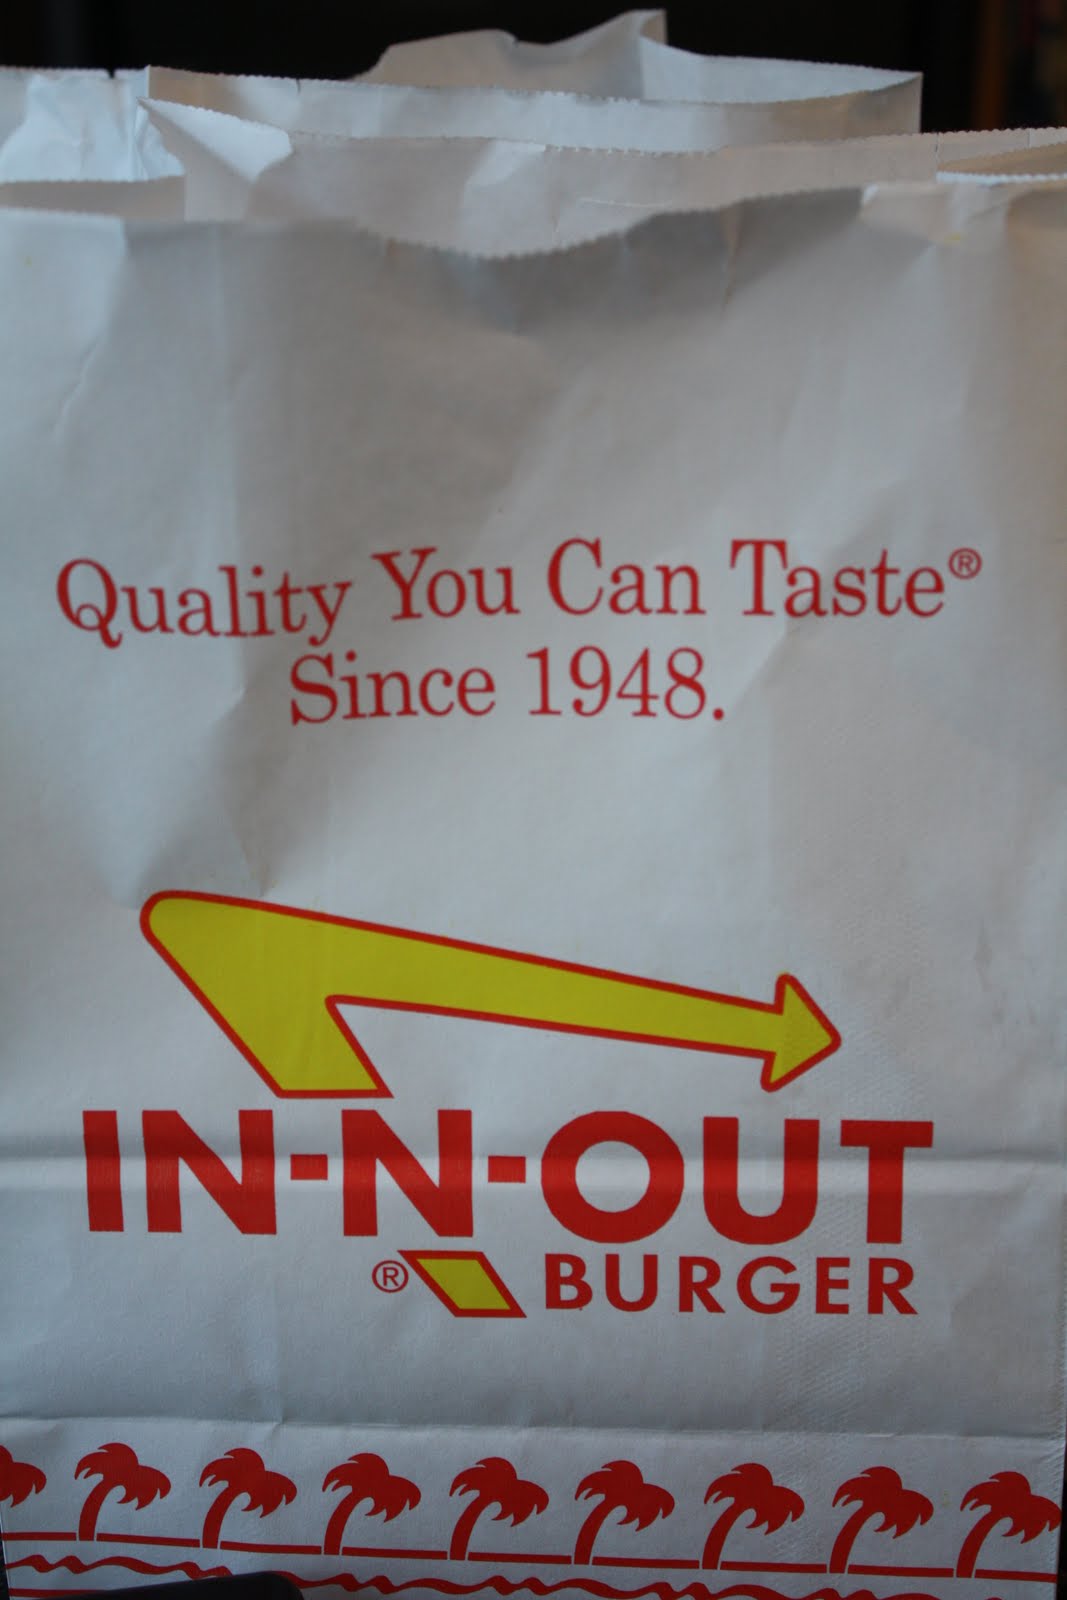 Quality You Can Taste®
Since 1948.
IN-N-OUT
® BURGER